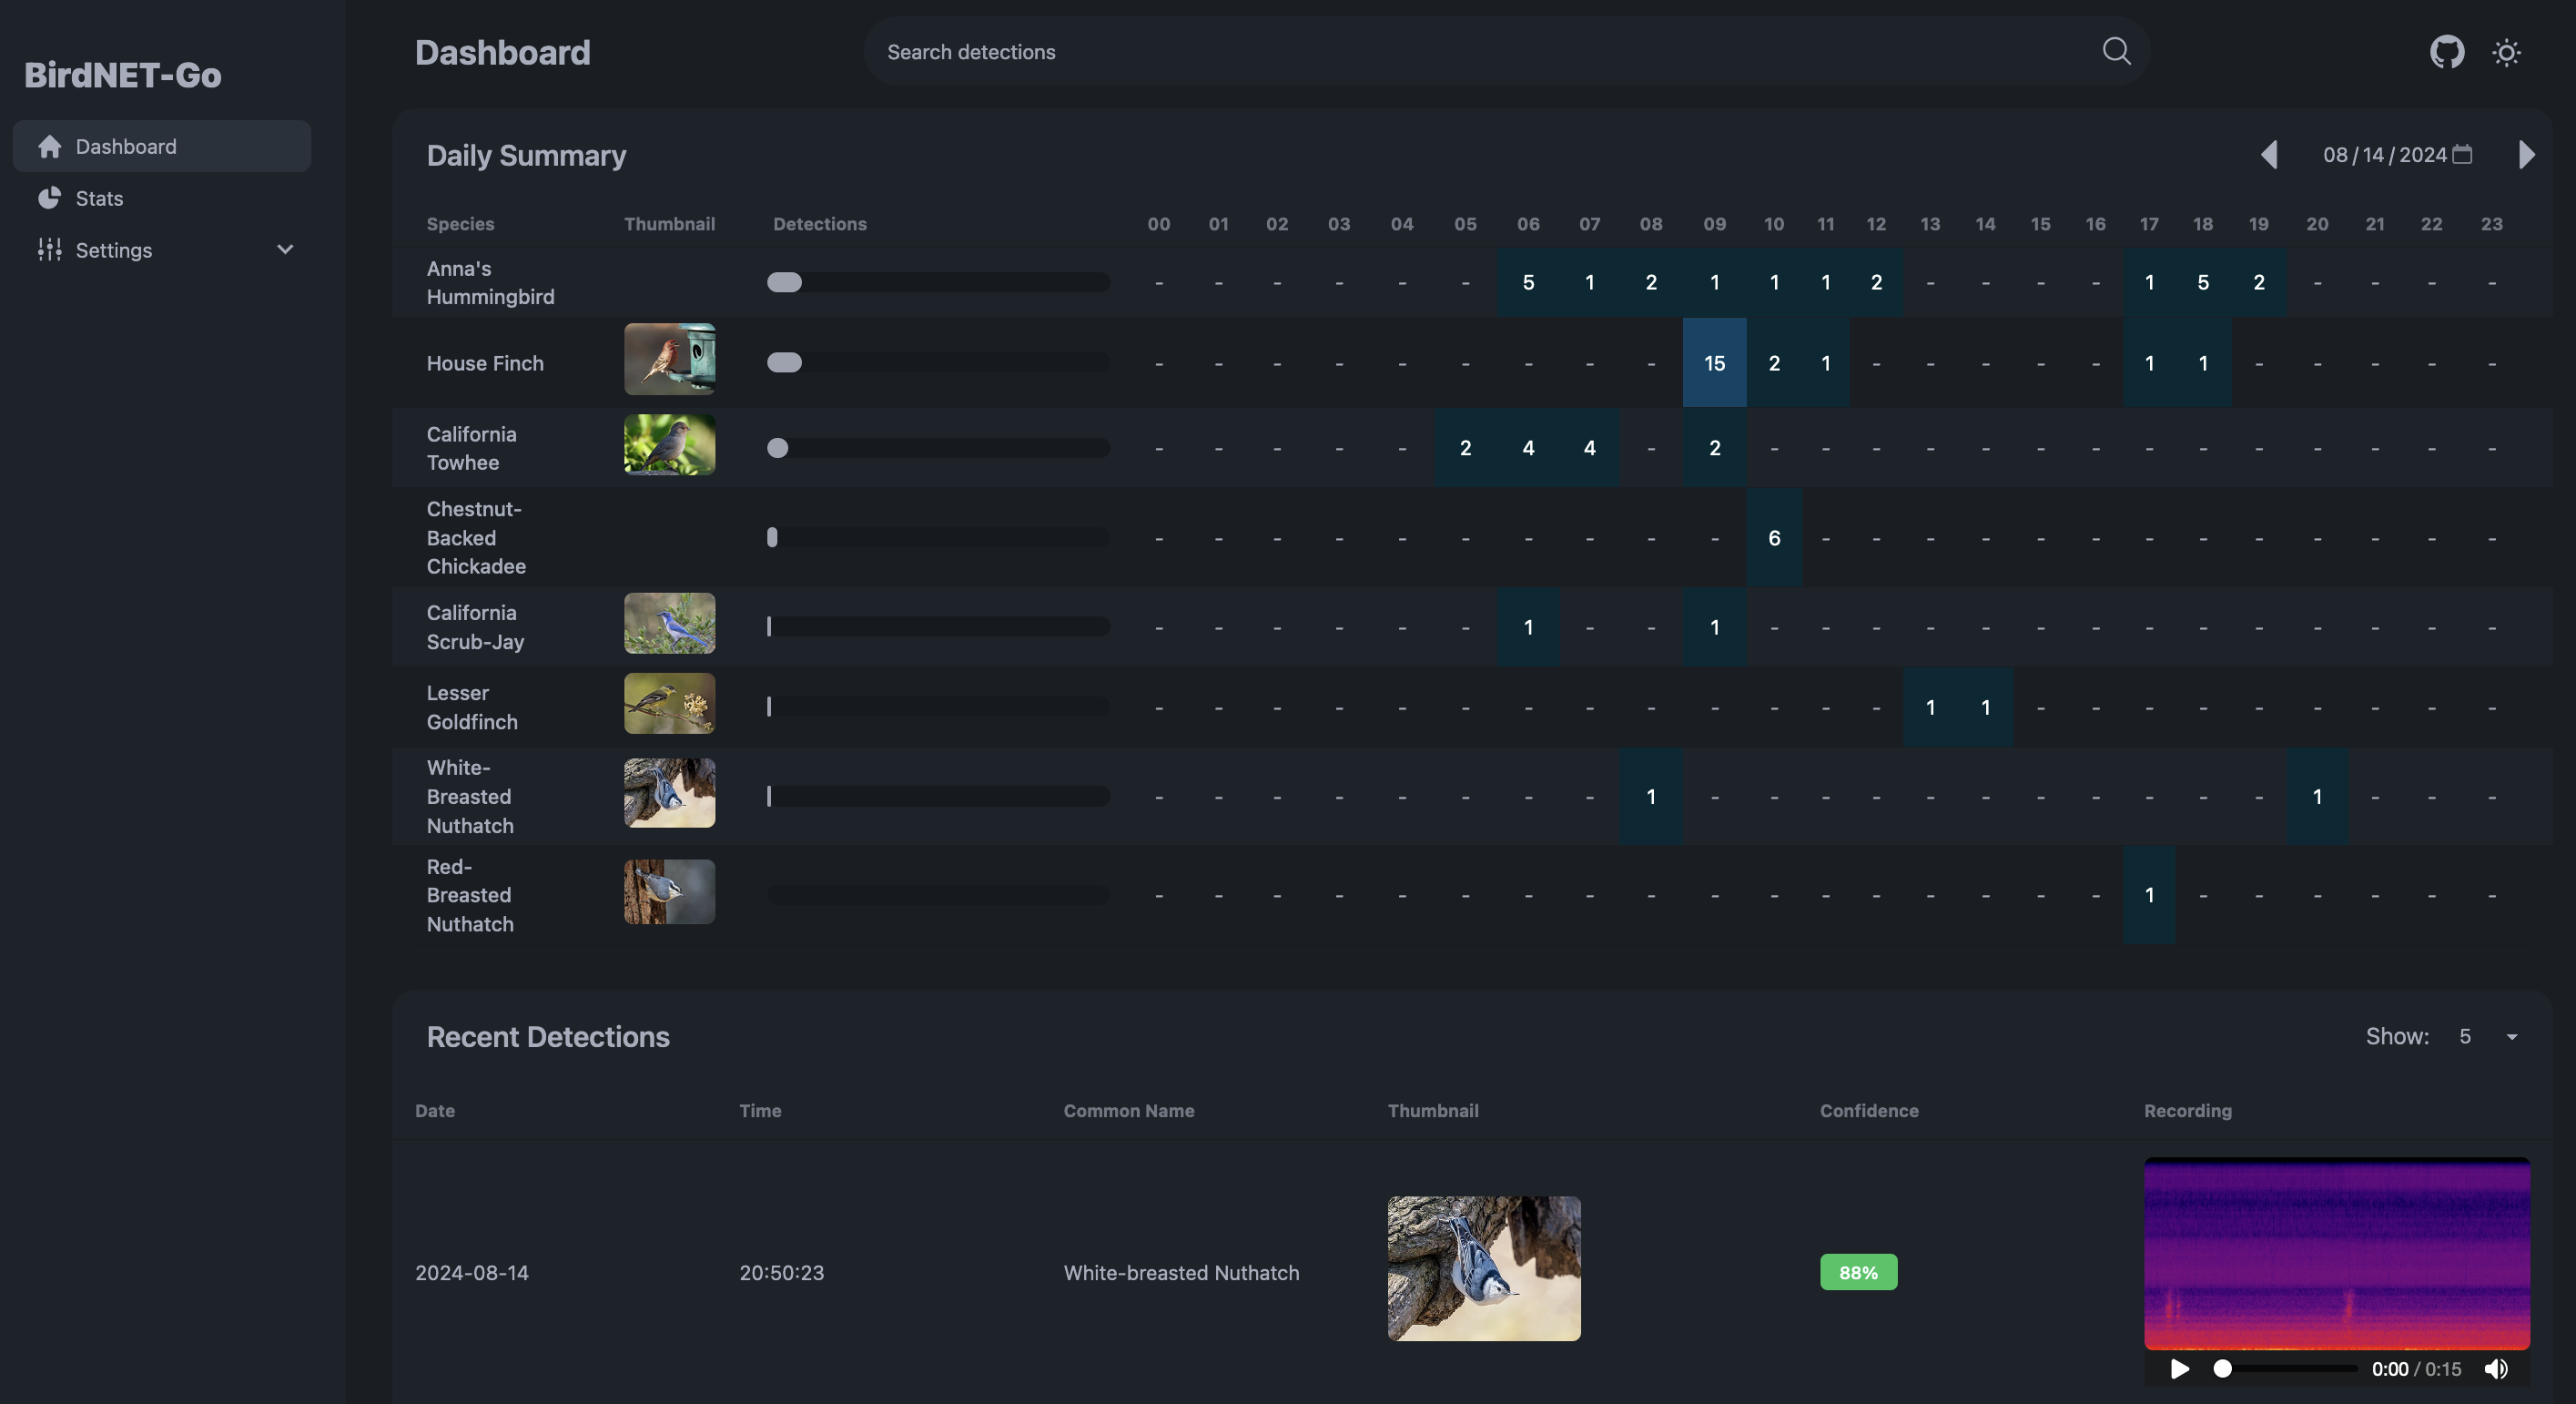 BirdNET-Go
Dashboard
Stats
Settings
Dashboard
Search detections
Daily Summary
08/14/2024
Species Thumbnail Detections 00 01 02 03 04 05 06 07 08 09 10 11 12 13 14 15 16 17 18 19 20 21 22 23
Anna's
Hummingbird
- - - - - - 5 1 2 1 1 1 2 - - - - 1 5 2 - - - -
House Finch - - - - - - - - - 15 2 1 - - - - - 1 1 - - - - -
California
Towhee
- - - - - 2 4 4 - 2 - - - - - - - - - - - - - -
Chestnut-
Backed
Chickadee
- - - - - - - - - - 6 - - - - - - - - - - - - -
California
Scrub-Jay
- - - - - - 1 - - 1 - - - - - - - - - - - - - -
Lesser
Goldfinch
- - - - - - - - - - - - - 1 1 - - - - - - - - -
White-
Breasted
Nuthatch
- - - - - - - - 1 - - - - - - - - - - - 1 - - -
Red-
Breasted
Nuthatch
- - - - - - - - - - - - - - - - - 1 - - - - - -
Recent Detections
Show: 5
Date Time Common Name Thumbnail Confidence Recording
2024-08-14 20:50:23 White-breasted Nuthatch 88%
0:00 / 0:15